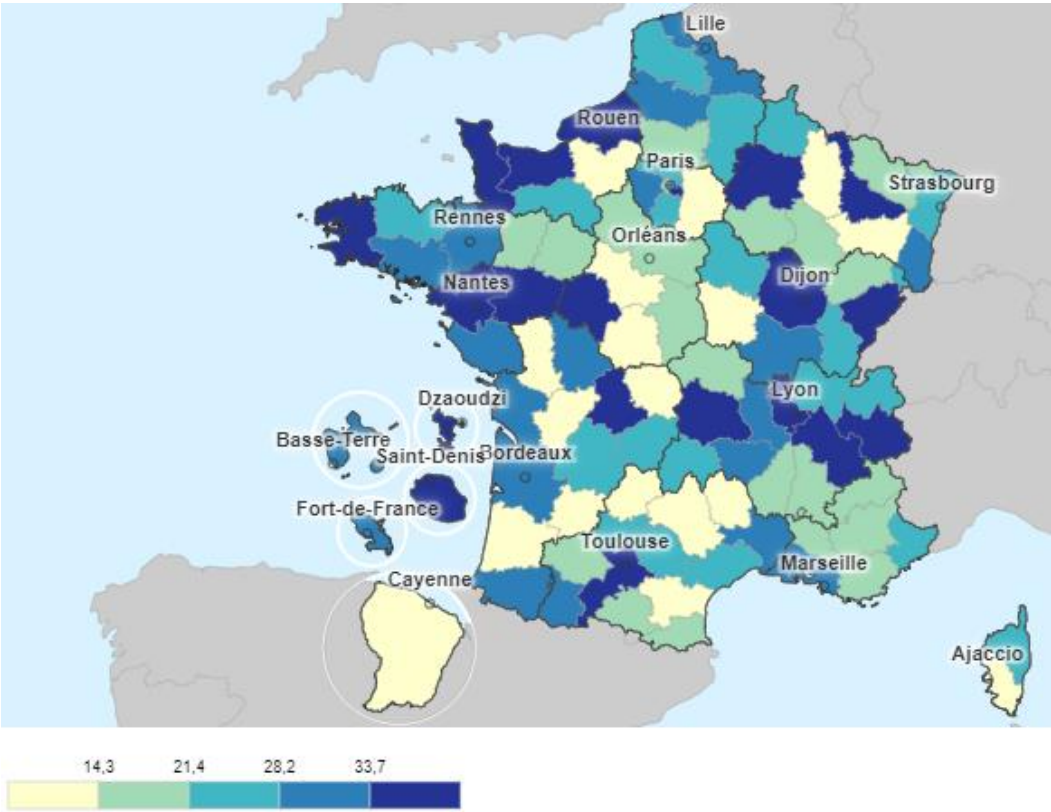 Lille
Rouen
Paris
Strasbourg
Rennes
Orléans
Nantes
Dijon
Dzaoudzi
Lyon
Basse-Terre
Saint-Denis
Bordeaux
Fort-de-France
Toulouse
Marseille
Cayenne
Ajaccio
14,3 21,4 28,2 33,7